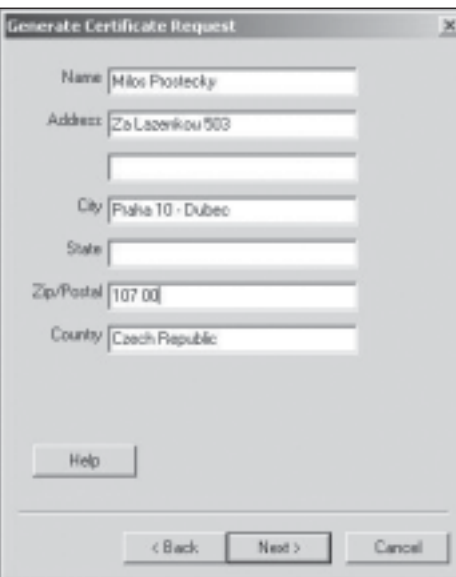 Generate Certificate Request
Name Milos Prostecky
Address Za Lazenkou 503
City Praha 10 - Dubec
State
Zip/Postal 107 00
Country Czech Republic
Help
< Back Next > Cancel